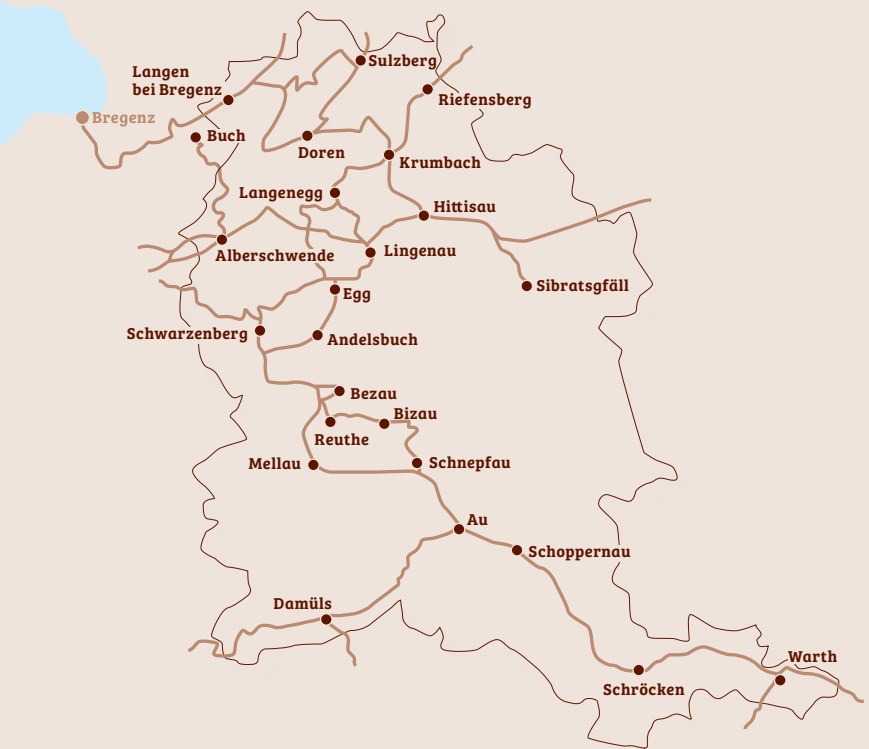 Sulzberg
Langen
bei Bregenz
Riefensberg
Bregenz
Buch
Doren
Krumbach
Langenegg
Hittisau
Alberschwende
Lingenau
Sibratsgfäll
Egg
Schwarzenberg
Andelsbuch
Bezau
Bizau
Reuthe
Mellau
Schnepfau
Au
Schoppernau
Damüls
Warth
Schröcken